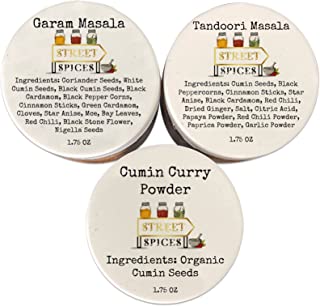 Garam Masala
STREET
SPICES
Ingredients: Coriander Seeds, White
Cumin Seeds, Black Cumin Seeds, Black
Cardamom, Black Pepper Corns,
Cinnamon Sticks, Green Cardamom,
Cloves, Star Anise, Moe, Bay Leaves,
Red Chili, Black Stone Flower,
Nigella Seeds
1.75 OZ
Tandoori Masala
STREET
SPICES
Ingredients: Cumin Seeds, Black
Peppercorns, Cinnamon Sticks, Star
Anise, Black Cardamom, Red Chili,
Dried Ginger, Salt, Citric Acid,
Papaya Powder, Red Chili Powder,
Paprica Powder, Garlic Powder
1.75 OZ
Cumin Curry
Powder
STREET
SPICES
Ingredients: Organic
Cumin Seeds
1.75 OZ